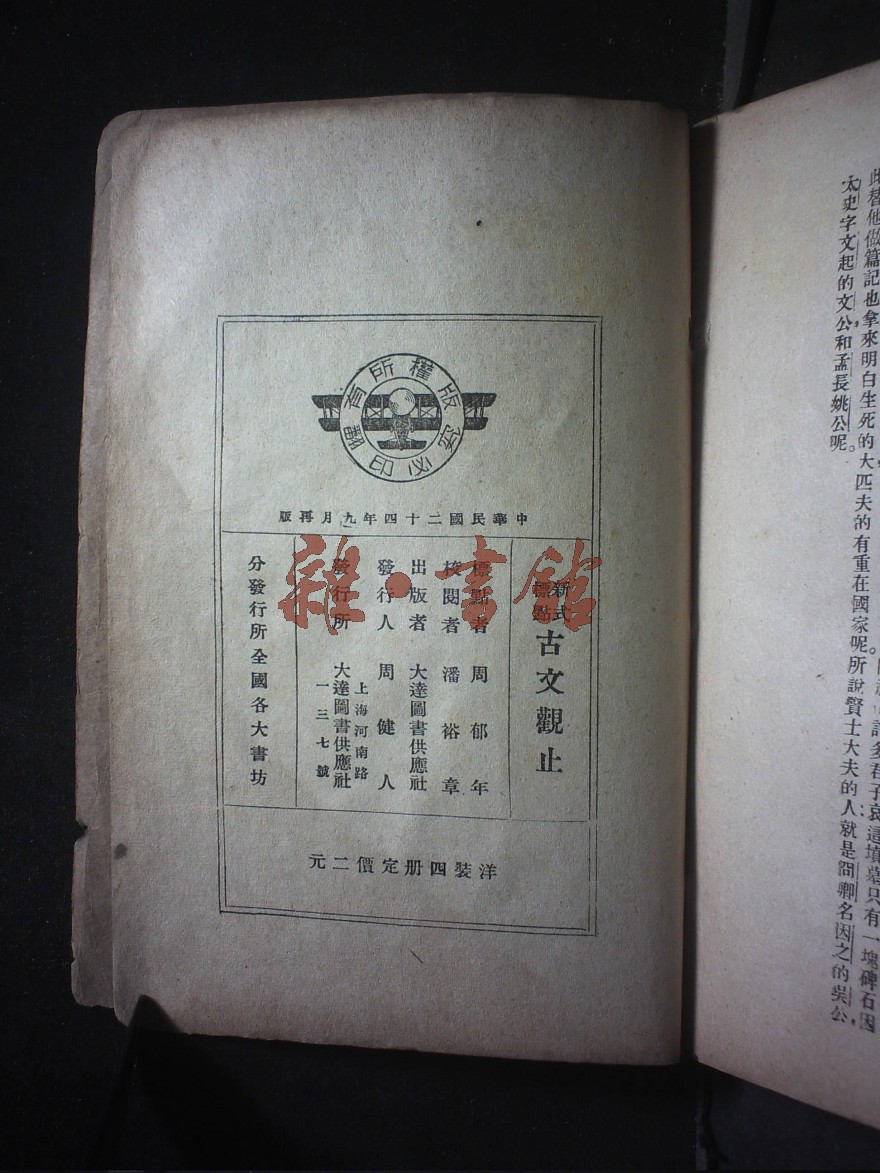 諸君子哀這墳墓只有一塊碑石因
此替他做篇記也拿來明白生死的大匹夫的有重在國家呢。所說賢士大夫的人就是冏卿名因之的吳公，
太史字文起的文公，和孟長姚公呢。
版權所有
翻印必究
中華民國二十四年九月再版
新式標點 古文觀止
標點者 周郁年
校閱者 潘裕章
出版者 大達圖書供應社
發行人 周健人
發行所 大達圖書供應社
上海河南路
一三七號
分發行所全國各大書坊
洋裝四册定價二元
雜·書館